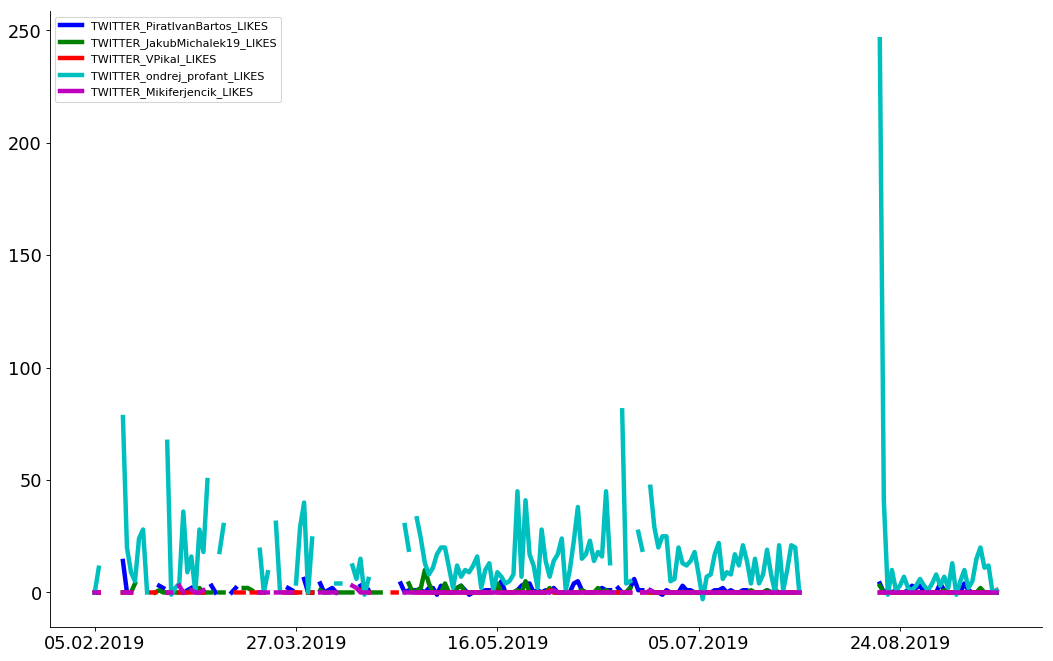 250
200
150
100
50
0
TWITTER_PiratIvanBartos_LIKES
TWITTER_JakubMichalek19_LIKES
TWITTER_VPikal_LIKES
TWITTER_ondrej_profant_LIKES
TWITTER_Mikiferjencik_LIKES
05.02.2019 27.03.2019 16.05.2019 05.07.2019 24.08.2019